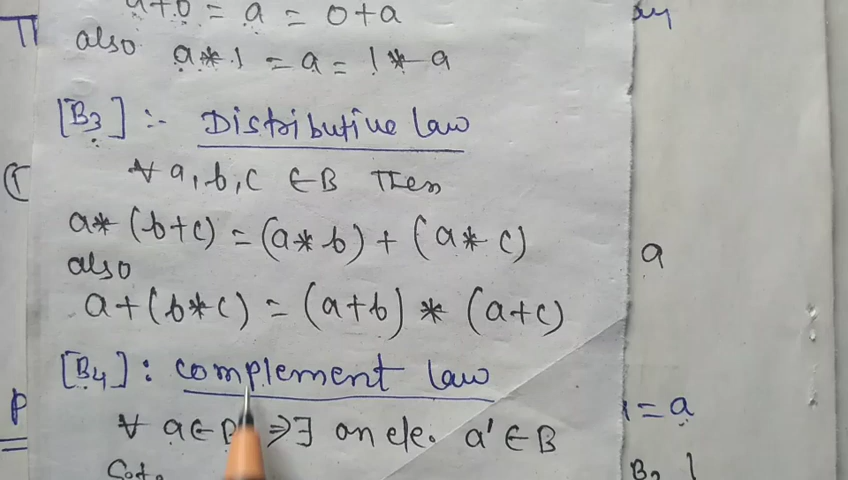 a+0 = a = 0+a
also a * 1 = a = 1 * a
[B3] :- Distributive law
∀ a, b, c ∈ B Then
a* (b+c) = (a* b) + (a* c)
also
a+(b*c) = (a+b) * (a+c)
[B4] : complement law
∀ a∈B ⇒∃ an ele. a' ∈ B
a
= a